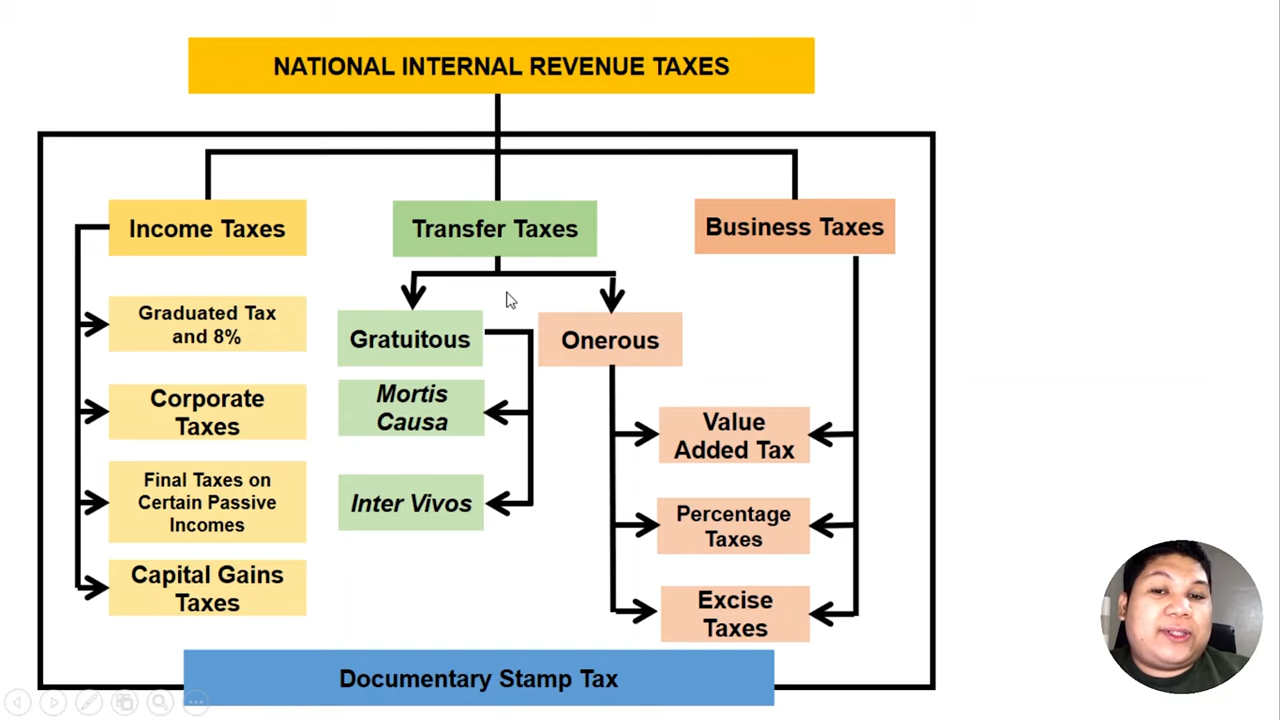 NATIONAL INTERNAL REVENUE TAXES
Income Taxes
Transfer Taxes
Business Taxes
Graduated Tax
and 8%
Corporate
Taxes
Final Taxes on
Certain Passive
Incomes
Capital Gains
Taxes
Gratuitous
Mortis
Causa
Inter Vivos
Onerous
Value
Added Tax
Percentage
Taxes
Excise
Taxes
Documentary Stamp Tax